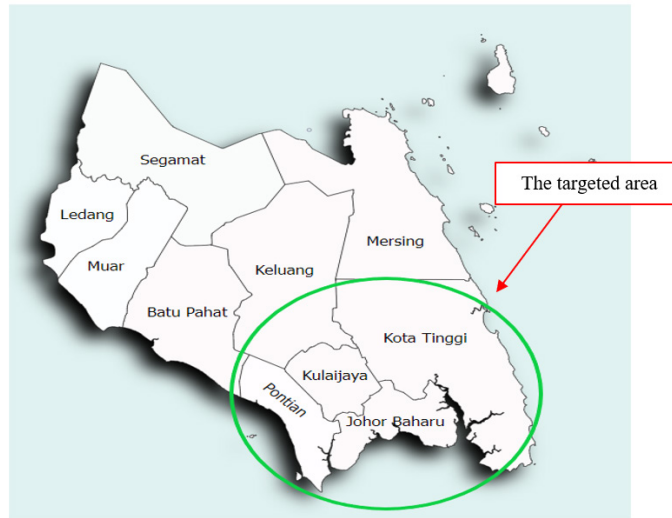 Segamat
The targeted area
Ledang
Mersing
Muar
Keluang
Batu Pahat
Kota Tinggi
Kulaijaya
Pontian
Johor Baharu